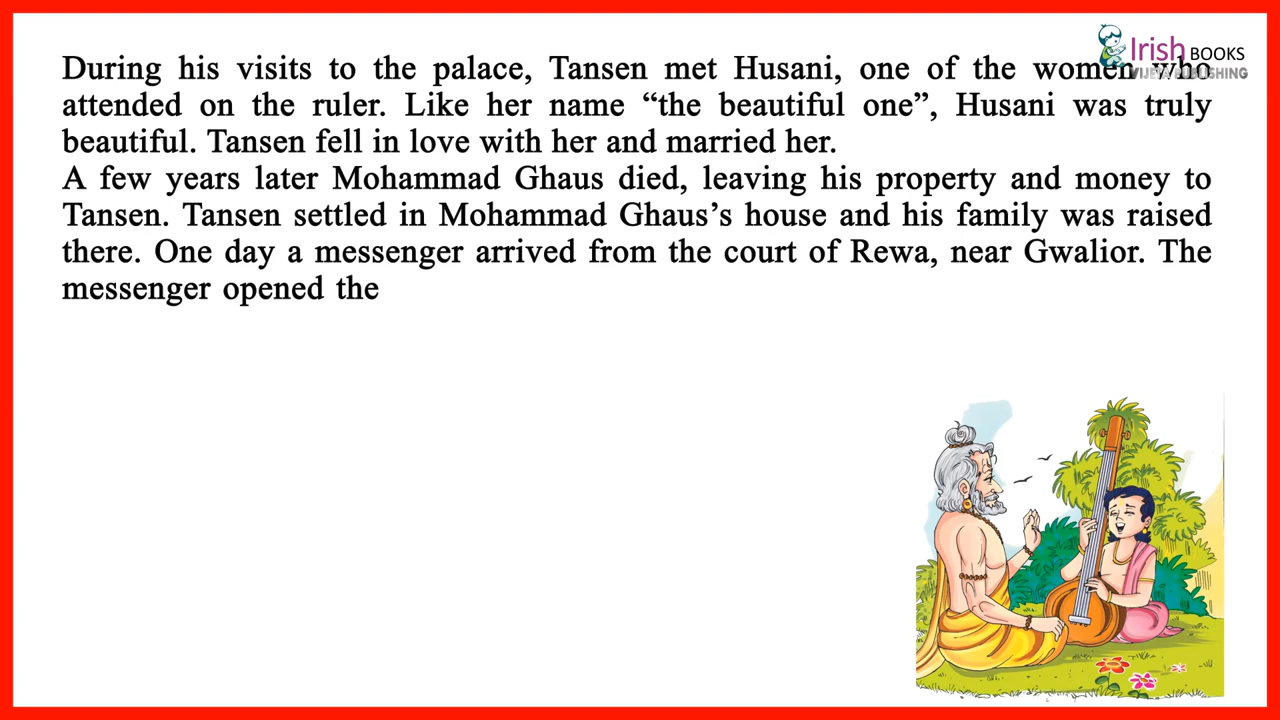 Irish BOOKS
VIJETA PUBLISHING
During his visits to the palace, Tansen met Husani, one of the women who
attended on the ruler. Like her name “the beautiful one”, Husani was truly
beautiful. Tansen fell in love with her and married her.
A few years later Mohammad Ghaus died, leaving his property and money to
Tansen. Tansen settled in Mohammad Ghaus’s house and his family was raised
there. One day a messenger arrived from the court of Rewa, near Gwalior. The
messenger opened the